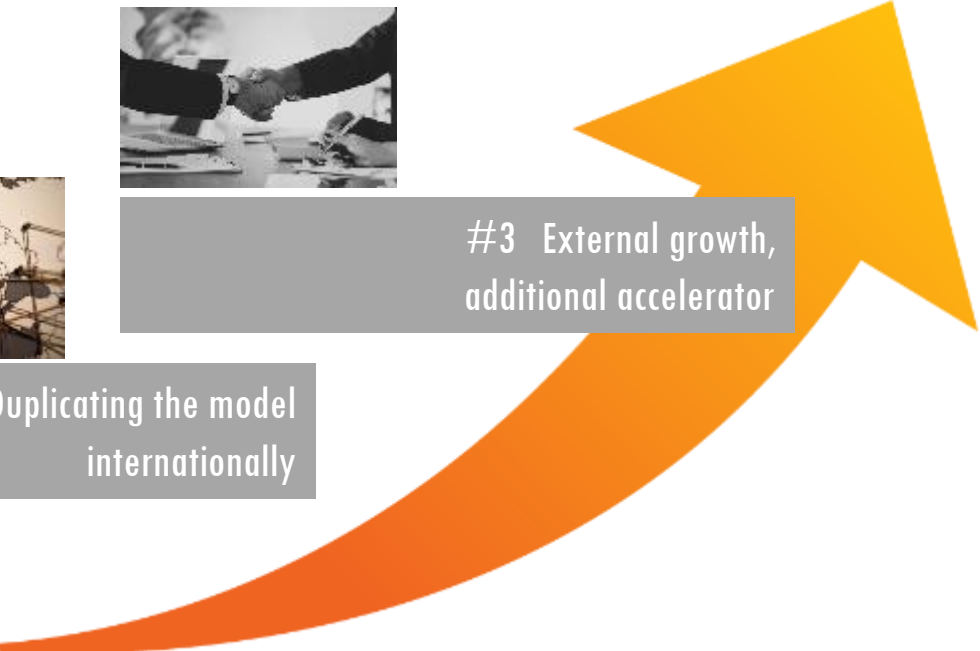 #3 External growth,
additional accelerator
Duplicating the model
internationally